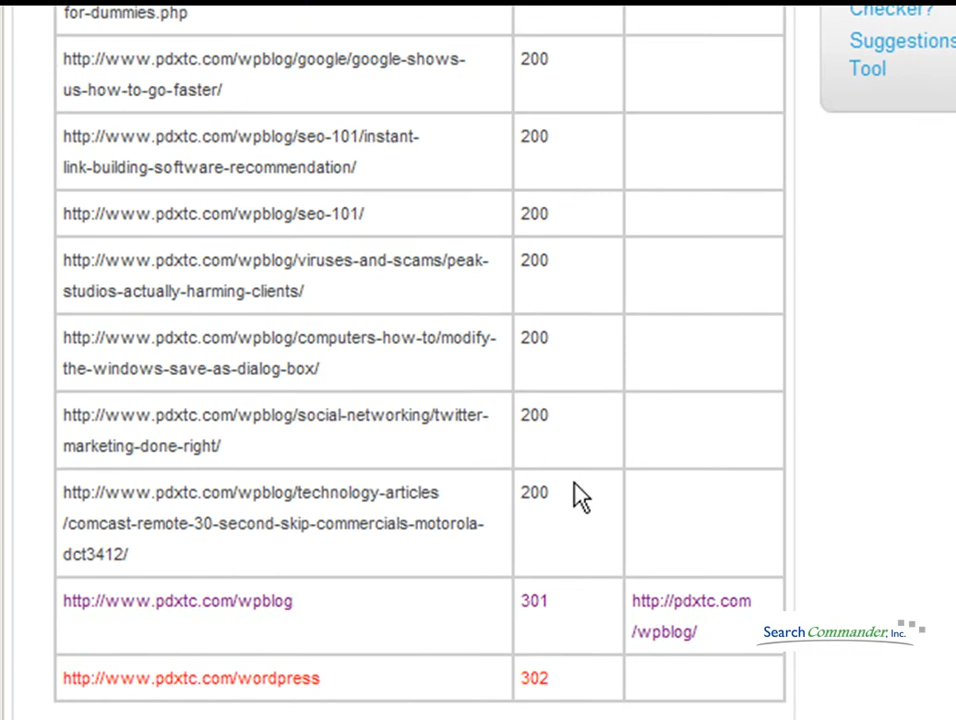 for-dummies.php
Checker?
Suggestions
Tool
http://www.pdxtc.com/wpblog/google/google-shows- 200
us-how-to-go-faster/
http://www.pdxtc.com/wpblog/seo-101/instant- 200
link-building-software-recommendation/
http://www.pdxtc.com/wpblog/seo-101/ 200
http://www.pdxtc.com/wpblog/viruses-and-scams/peak- 200
studios-actually-harming-clients/
http://www.pdxtc.com/wpblog/computers-how-to/modify- 200
the-windows-save-as-dialog-box/
http://www.pdxtc.com/wpblog/social-networking/twitter- 200
marketing-done-right/
http://www.pdxtc.com/wpblog/technology-articles 200
/comcast-remote-30-second-skip-commercials-motorola-
dct3412/
http://www.pdxtc.com/wpblog 301 http://pdxtc.com
/wpblog/
Search Commander, Inc.
http://www.pdxtc.com/wordpress 302